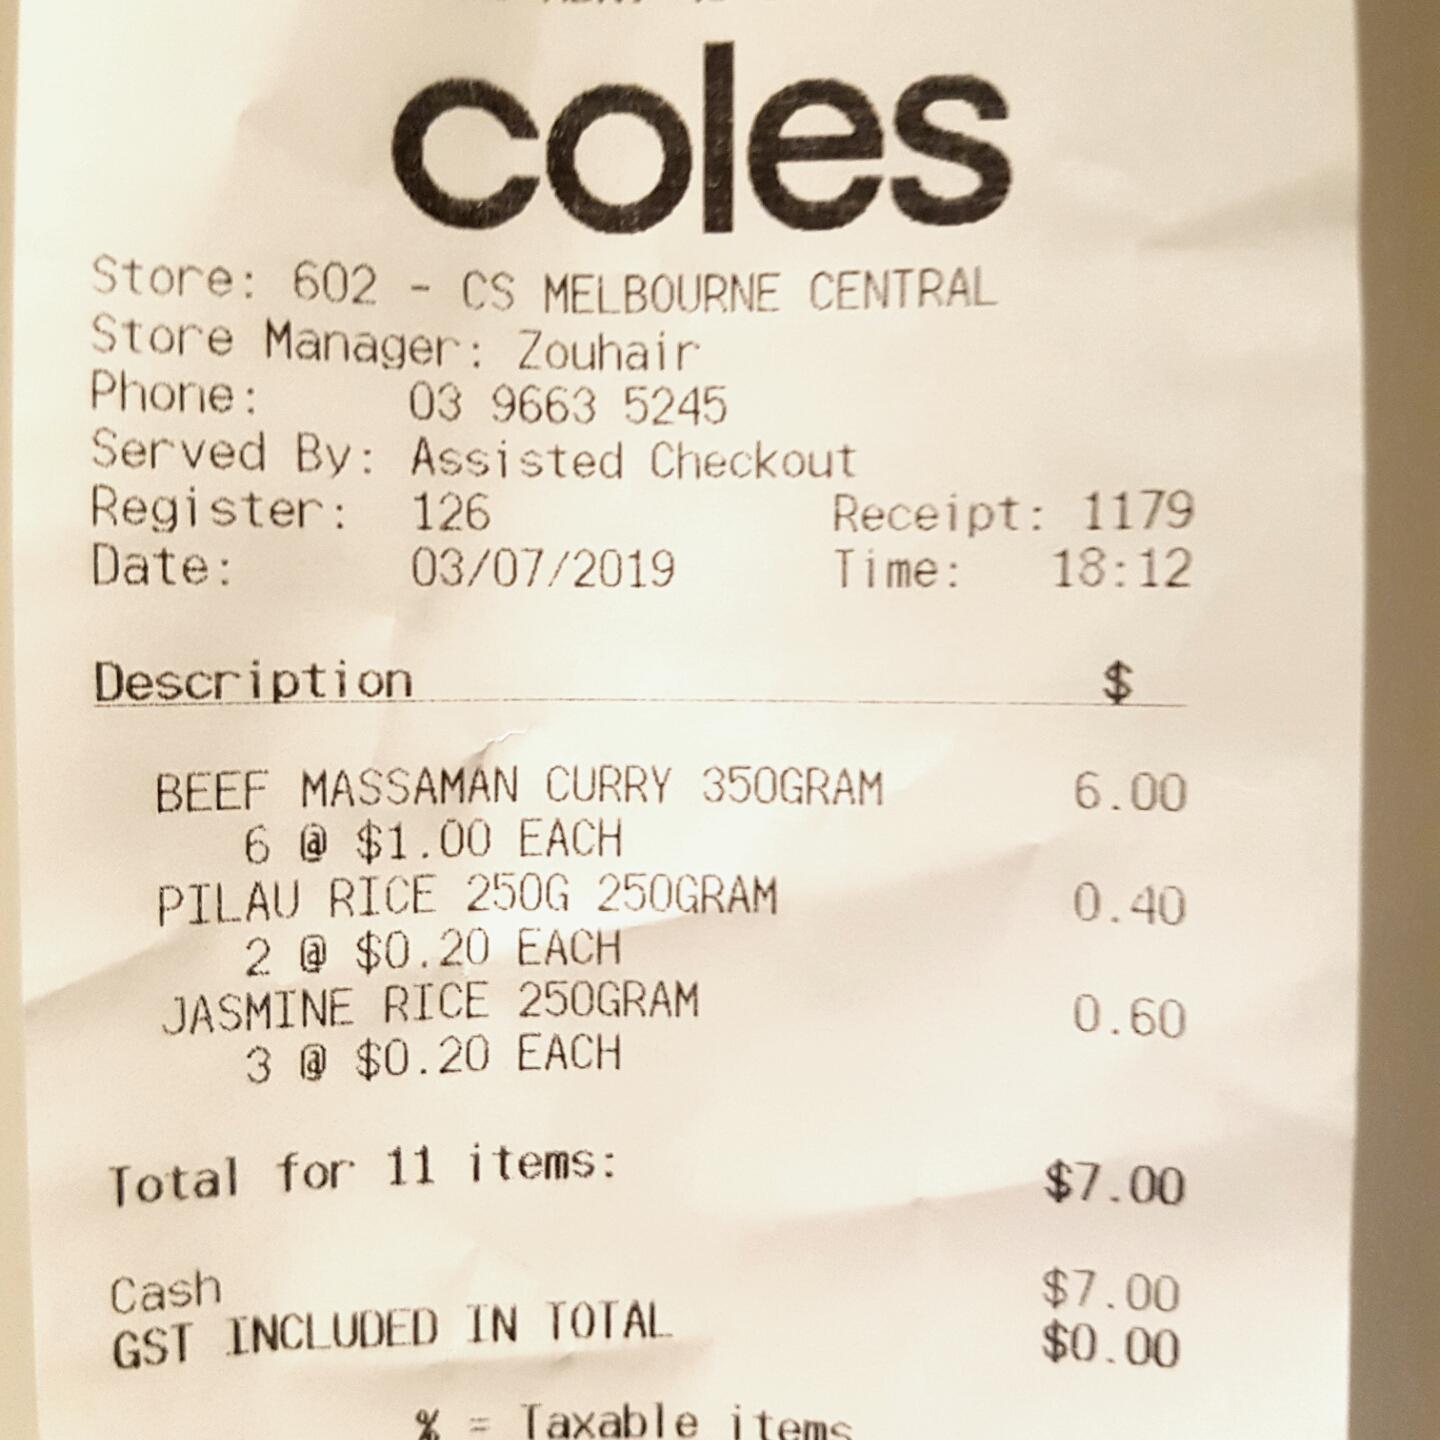 coles
Store: 602 - CS MELBOURNE CENTRAL
Store Manager: Zouhair
Phone: 03 9663 5245
Served By: Assisted Checkout
Register: 126 Receipt: 1179
Date: 03/07/2019 Time: 18:12
Description $
BEEF MASSAMAN CURRY 350GRAM 6.00
6 @ $1.00 EACH
PILAU RICE 250G 250GRAM 0.40
2 @ $0.20 EACH
JASMINE RICE 250GRAM 0.60
3 @ $0.20 EACH
Total for 11 items: $7.00
Cash $7.00
GST INCLUDED IN TOTAL $0.00
% = Taxable items